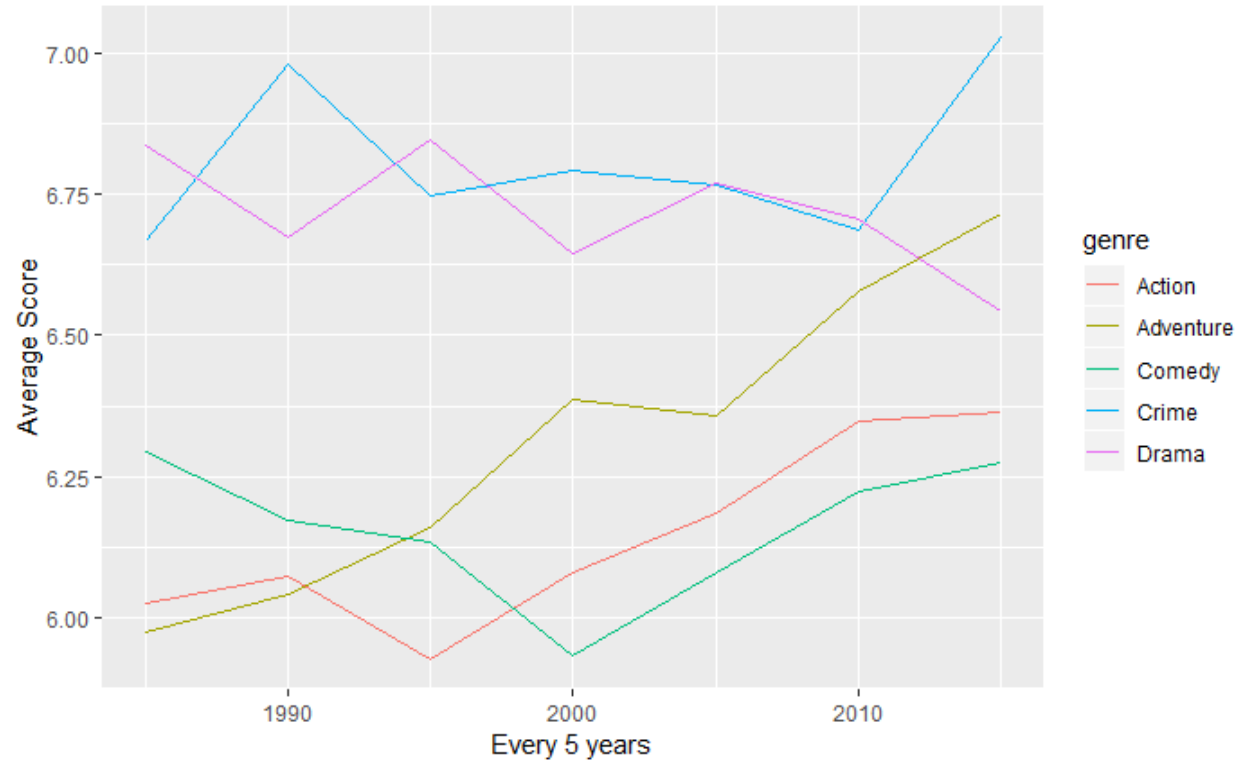 7.00
6.75
6.50
6.25
6.00
Average Score
1990
2000
2010
Every 5 years
genre
Action
Adventure
Comedy
Crime
Drama